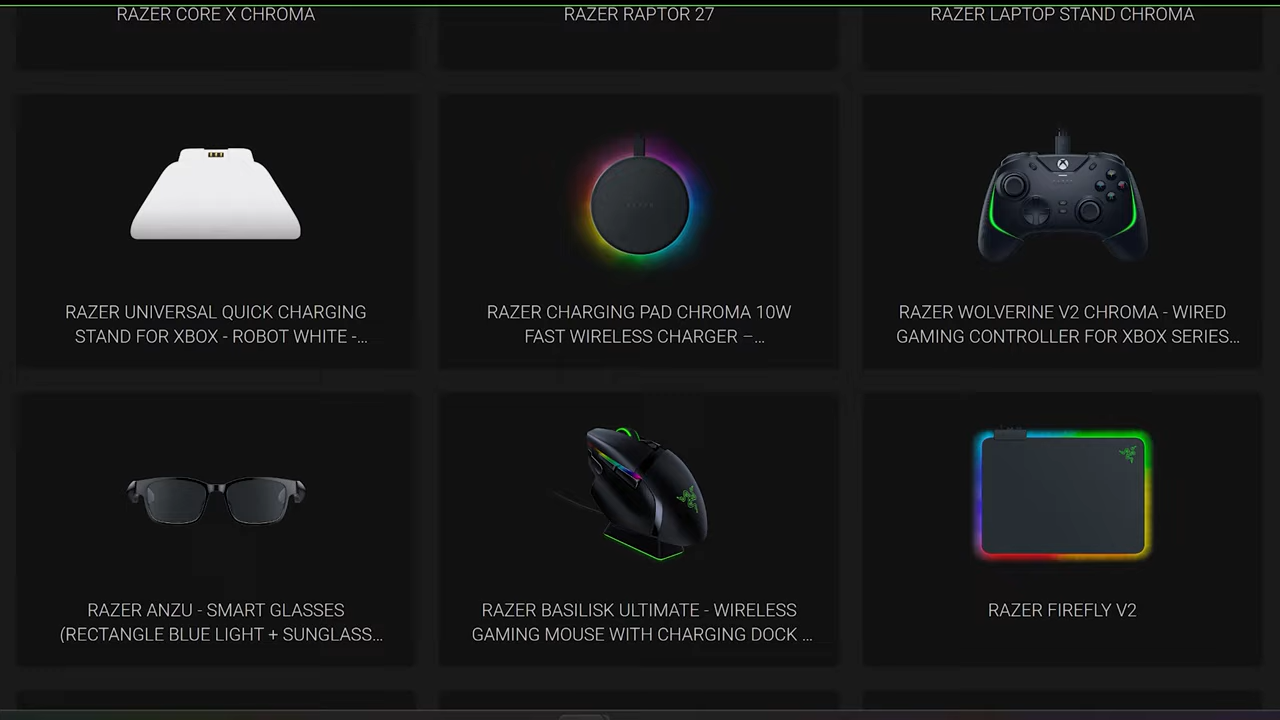 RAZER CORE X CHROMA
RAZER RAPTOR 27
RAZER LAPTOP STAND CHROMA
RAZER UNIVERSAL QUICK CHARGING
STAND FOR XBOX - ROBOT WHITE -...
RAZER CHARGING PAD CHROMA 10W
FAST WIRELESS CHARGER –...
RAZER WOLVERINE V2 CHROMA - WIRED
GAMING CONTROLLER FOR XBOX SERIES...
RAZER ANZU - SMART GLASSES
(RECTANGLE BLUE LIGHT + SUNGLASS...
RAZER BASILISK ULTIMATE - WIRELESS
GAMING MOUSE WITH CHARGING DOCK ...
RAZER FIREFLY V2